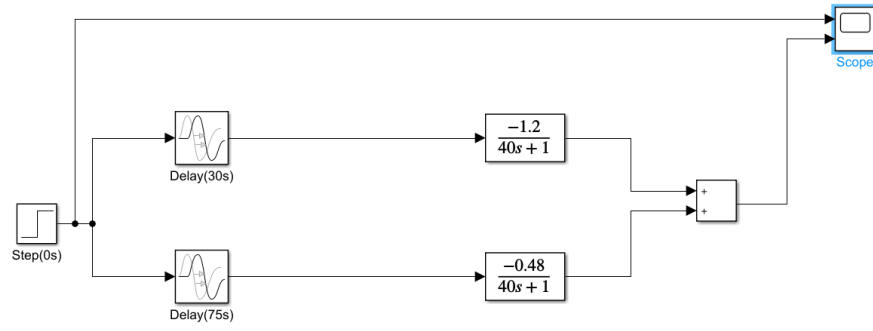 Scope
−1.2
40s + 1
Delay(30s)
+
+
Step(0s)
−0.48
40s + 1
Delay(75s)